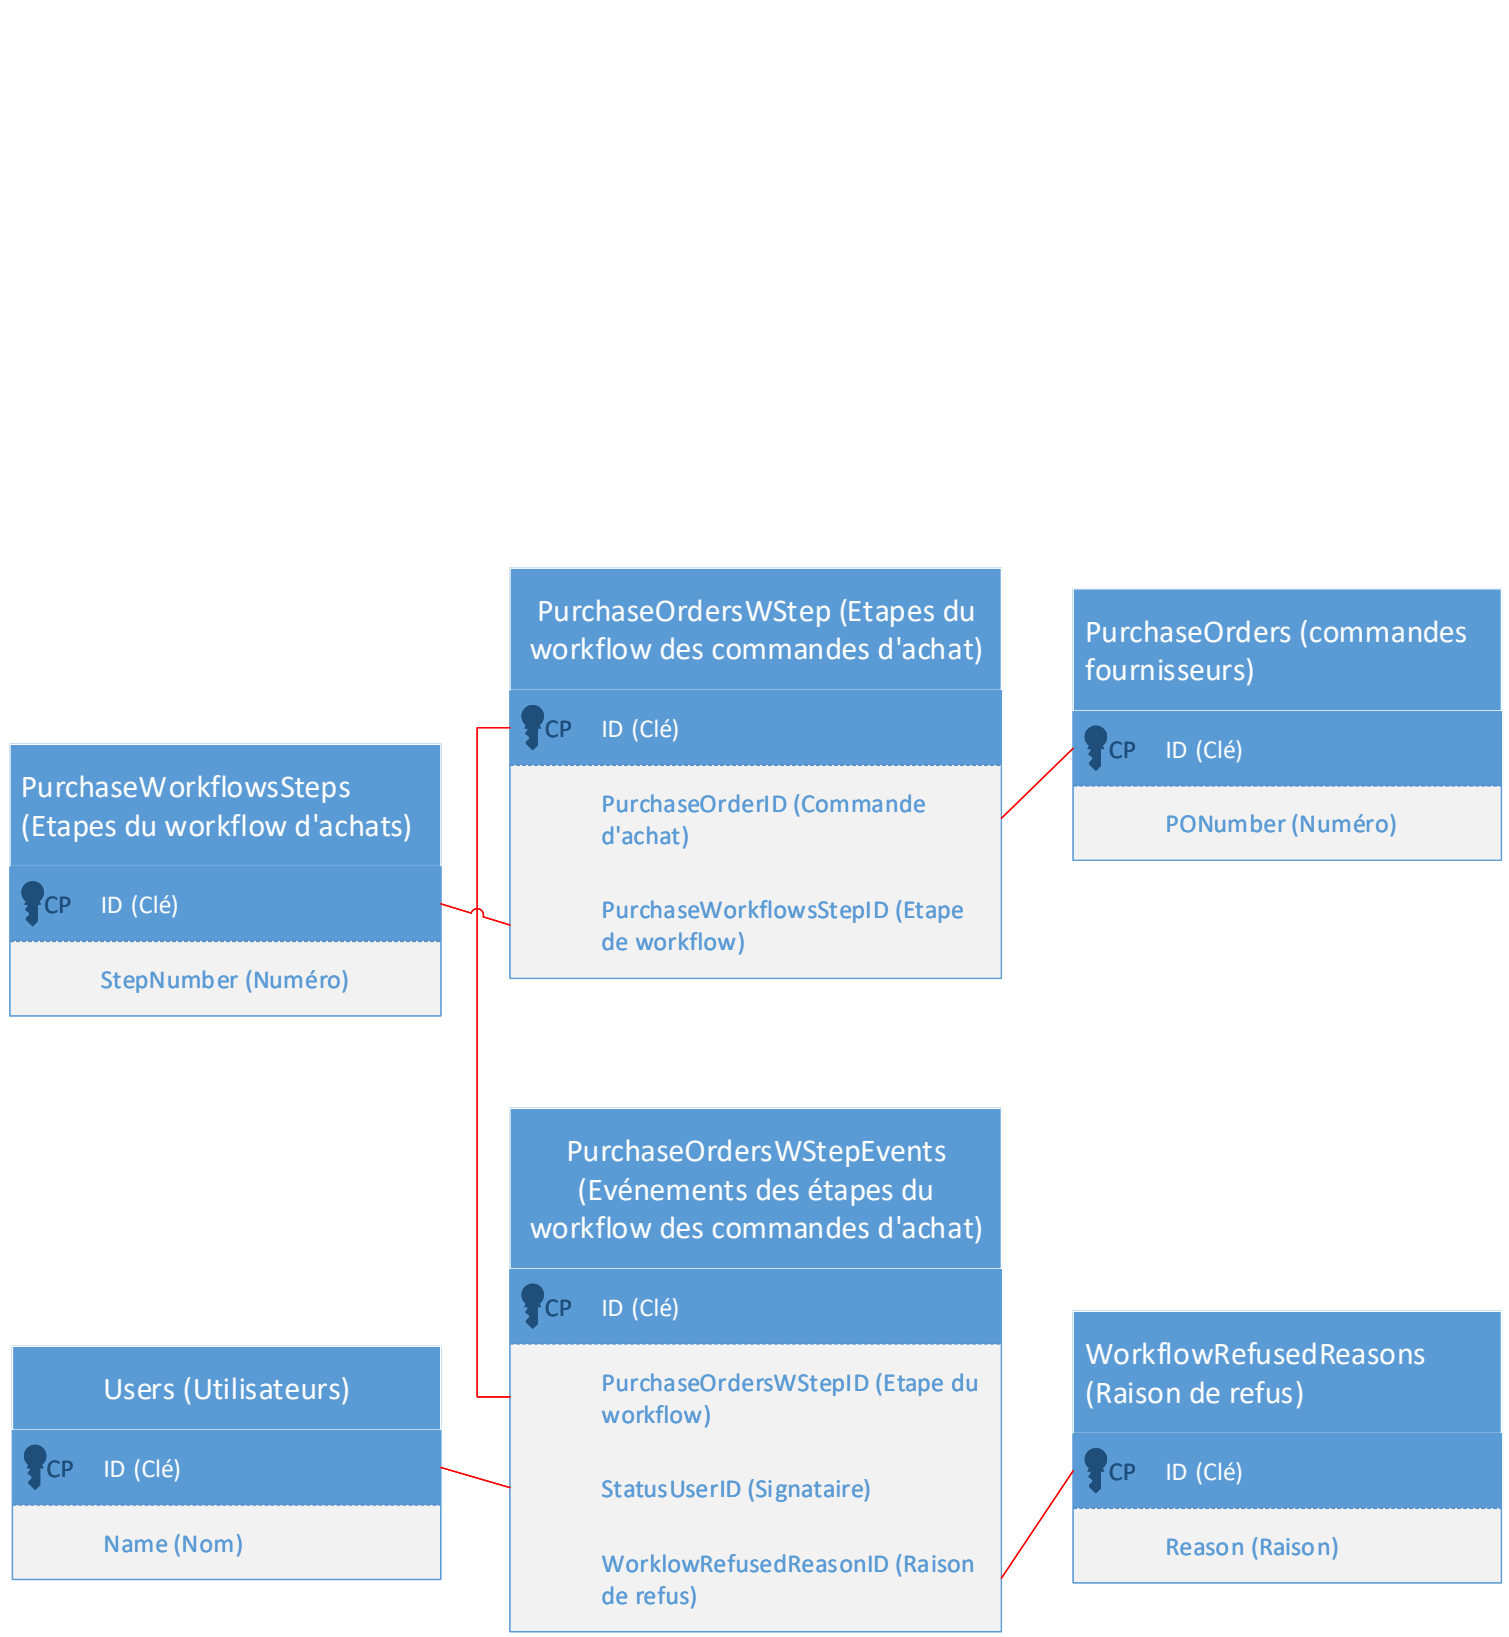 PurchaseOrdersWStep (Etapes du
workflow des commandes d'achat)
CP ID (Clé)
PurchaseOrderID (Commande
d'achat)
PurchaseWorkflowsStepID (Etape
de workflow)
PurchaseOrders (commandes
fournisseurs)
CP ID (Clé)
PONumber (Numéro)
PurchaseWorkflowsSteps
(Etapes du workflow d'achats)
CP ID (Clé)
StepNumber (Numéro)
PurchaseOrdersWStepEvents
(Evénements des étapes du
workflow des commandes d'achat)
CP ID (Clé)
PurchaseOrdersWStepID (Etape du
workflow)
StatusUserID (Signataire)
WorklowRefusedReasonID (Raison
de refus)
Users (Utilisateurs)
CP ID (Clé)
Name (Nom)
WorkflowRefusedReasons
(Raison de refus)
CP ID (Clé)
Reason (Raison)